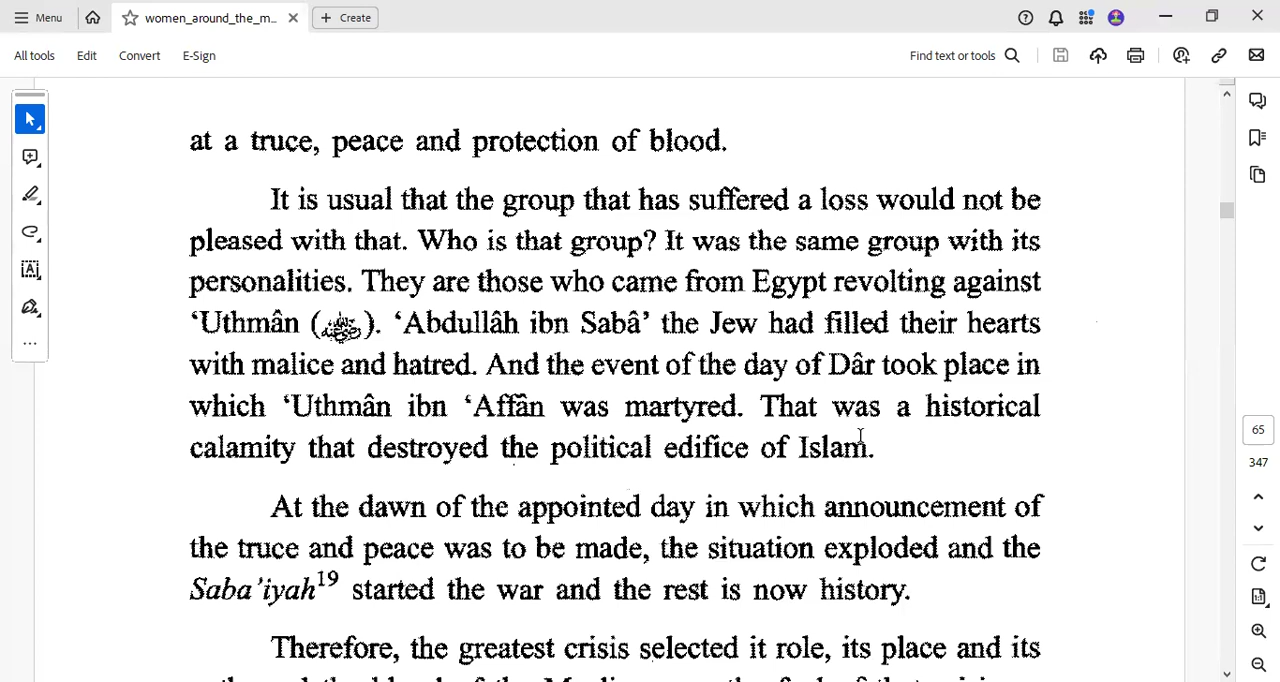 Menu
women_around_the_m...
Create
All tools
Edit
Convert
E-Sign
Find text or tools
at a truce, peace and protection of blood.
It is usual that the group that has suffered a loss would not be
pleased with that. Who is that group? It was the same group with its
personalities. They are those who came from Egypt revolting against
‘Uthmân (رضي الله عنه). ‘Abdullâh ibn Sabâ’ the Jew had filled their hearts
with malice and hatred. And the event of the day of Dâr took place in
which ‘Uthmân ibn ‘Affân was martyred. That was a historical
calamity that destroyed the political edifice of Islam.
At the dawn of the appointed day in which announcement of
the truce and peace was to be made, the situation exploded and the
Saba’iyah19 started the war and the rest is now history.
Therefore, the greatest crisis selected it role, its place and its
65
347